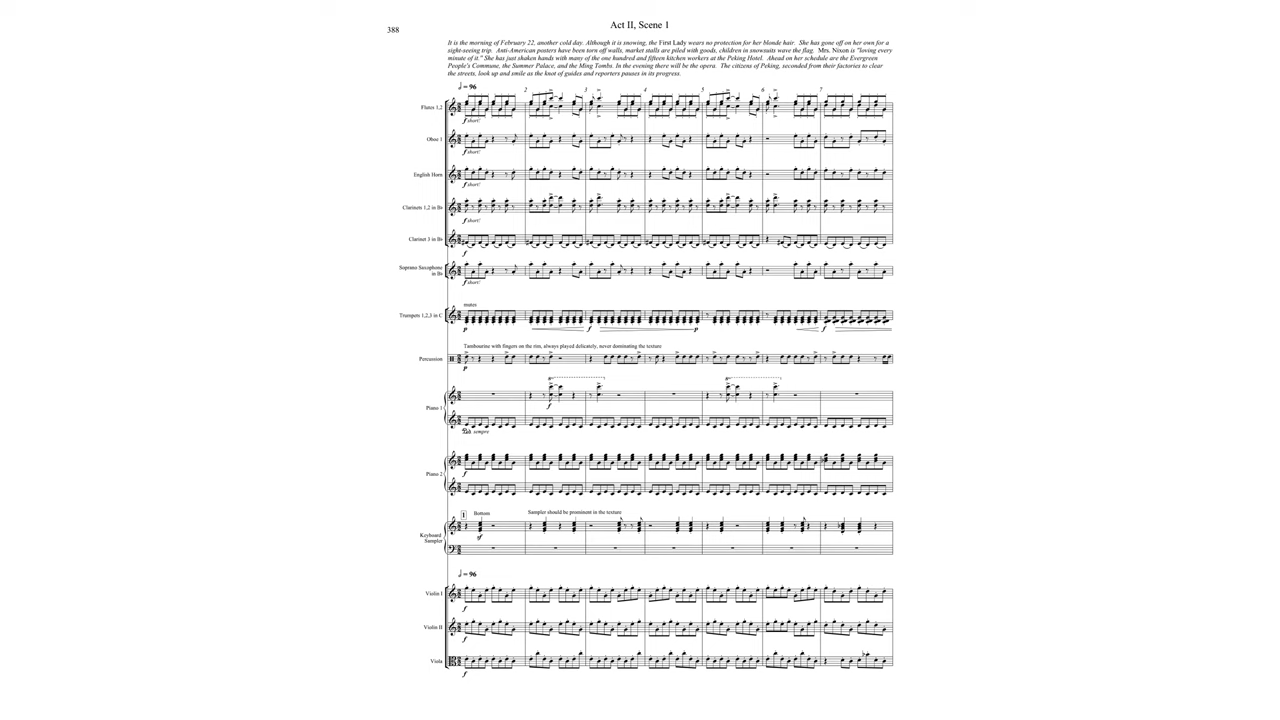 Act II, Scene 1
388
It is the morning of February 22, another cold day. Although it is snowing, the First Lady wears no protection for her blonde hair. She has gone off on her own for a
sight-seeing trip. Anti-American posters have been torn off walls, market stalls are piled with goods, children in snowsuits wave the flag. Mrs. Nixon is "loving every
minute of it." She has just shaken hands with many of the one hundred and fifteen kitchen workers at the Peking Hotel. Ahead on her schedule are the Evergreen
People's Commune, the Summer Palace, and the Ming Tombs. In the evening there will be the opera. The citizens of Peking, seconded from their factories to clear
the streets, look up and smile as the knot of guides and reporters pauses in its progress.
= 96
2 3 4 5 6 7
Flutes 1,2
f short!
Oboe 1
f short!
English Horn
f short!
Clarinets 1,2 in B♭
f short!
Clarinet 3 in B♭
f
Soprano Saxophone
in B♭
f short!
mutes
Trumpets 1,2,3 in C
p f p f
Tambourine with fingers on the rim, always played delicately, never dominating the texture
Percussion
p
Piano 1
f
sempre
Piano 2
f
1 Bottom Sampler should be prominent in the texture
Keyboard
Sampler
sf
= 96
Violin I
f
Violin II
f
Viola
f